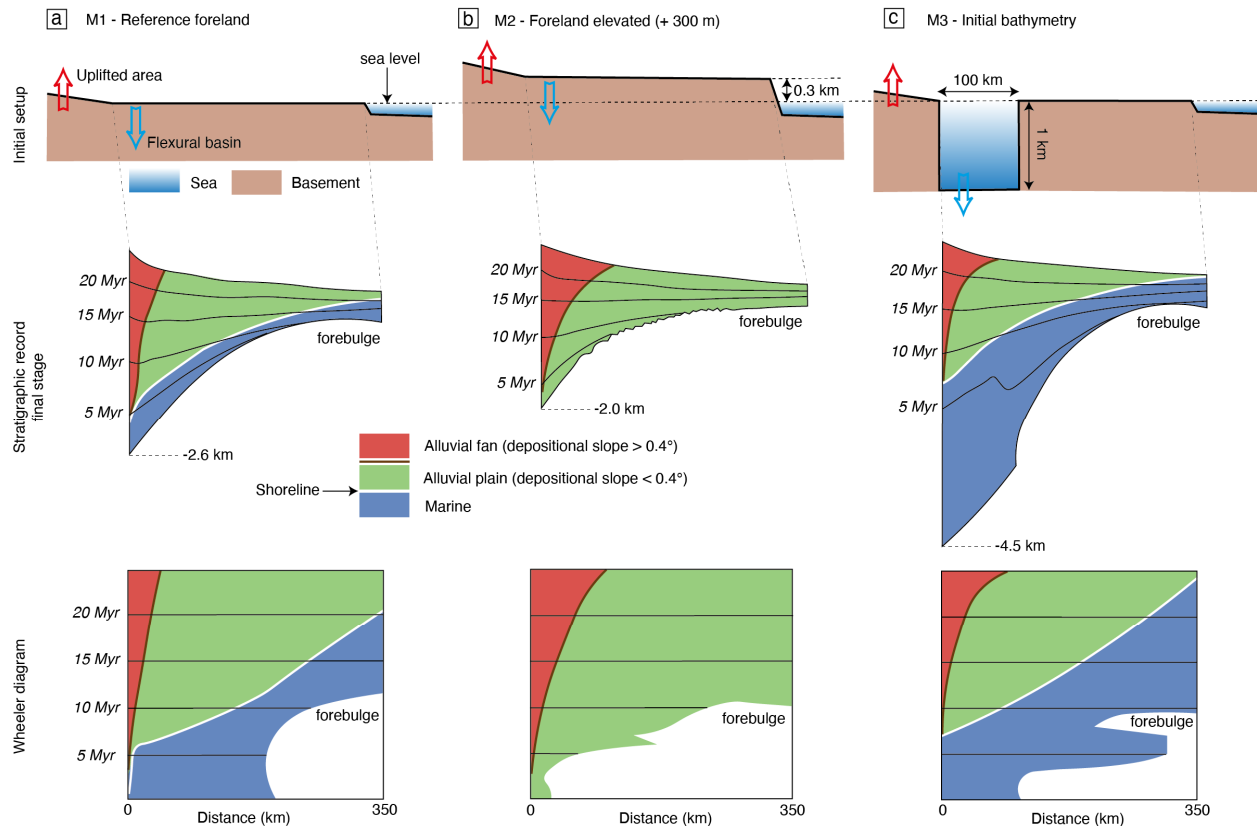 a M1 - Reference foreland
b M2 - Foreland elevated (+ 300 m)
c M3 - Initial bathymetry
Initial setup
Uplifted area
sea level
Flexural basin
Sea
Basement
0.3 km
100 km
1 km
Stratigraphic record
final stage
20 Myr
15 Myr
10 Myr
5 Myr
forebulge
-2.6 km
20 Myr
15 Myr
10 Myr
5 Myr
forebulge
-2.0 km
20 Myr
15 Myr
10 Myr
5 Myr
forebulge
-4.5 km
Alluvial fan (depositional slope > 0.4°)
Alluvial plain (depositional slope < 0.4°)
Shoreline
Marine
Wheeler diagram
20 Myr
15 Myr
10 Myr
5 Myr
forebulge
0
350
Distance (km)
forebulge
0
350
Distance (km)
forebulge
0
350
Distance (km)